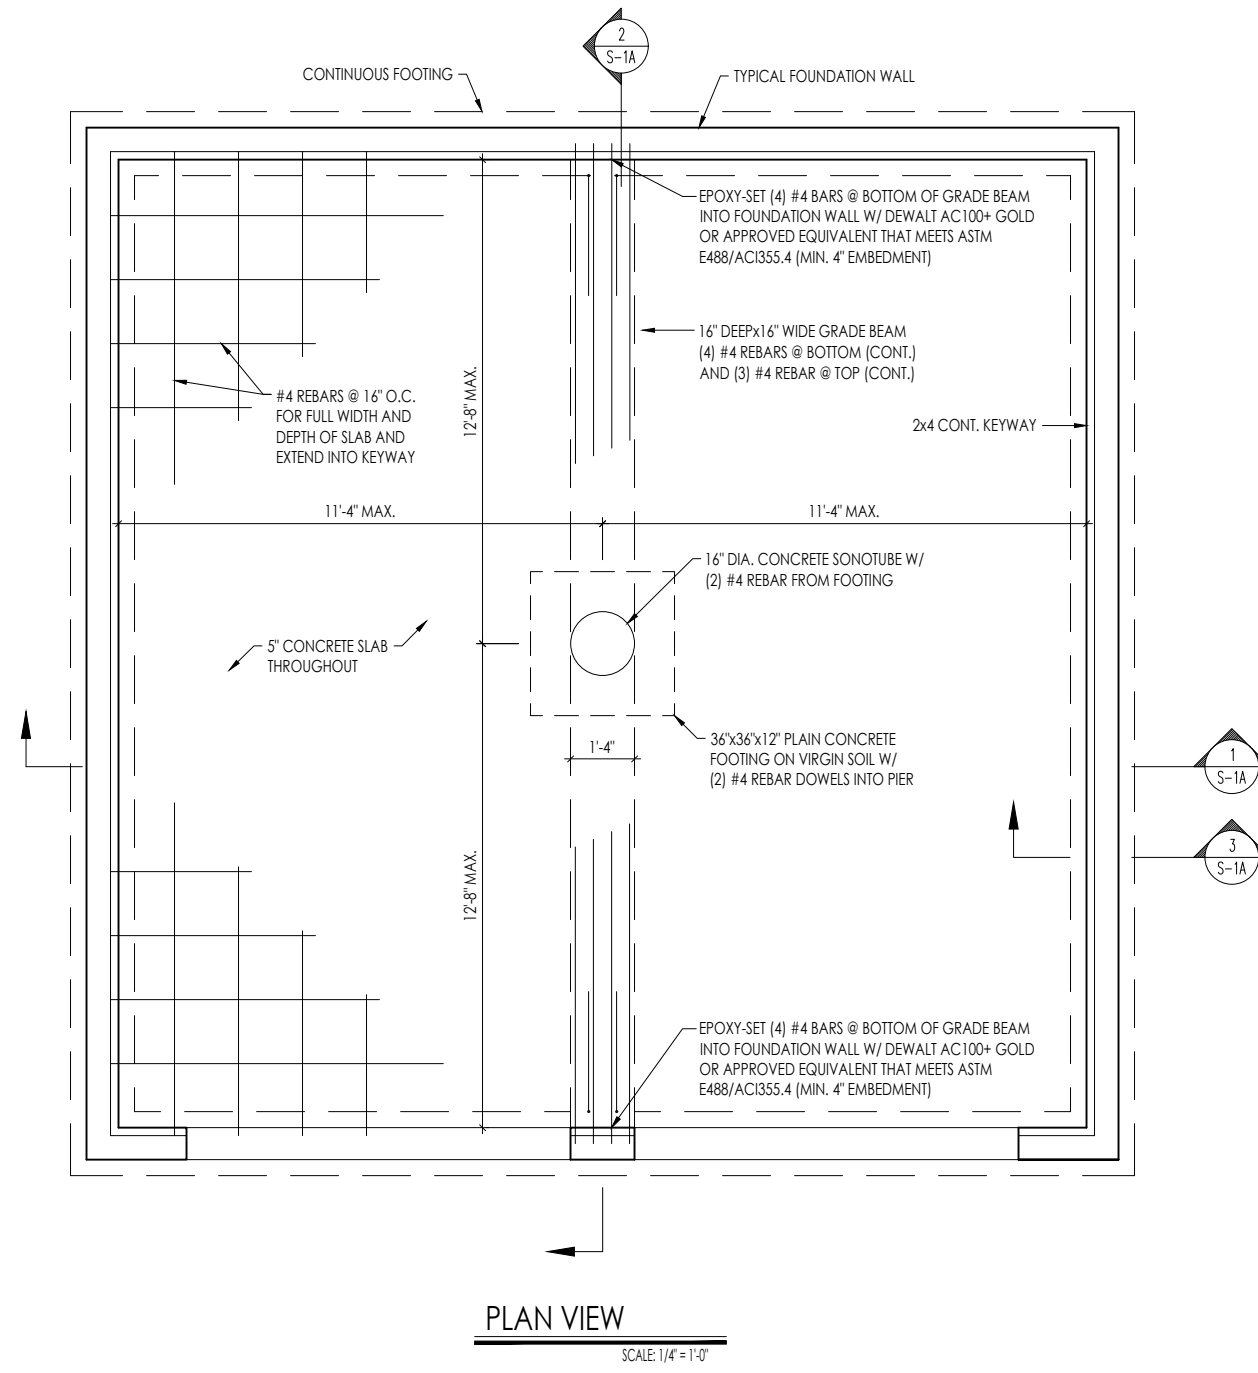 2
S-1A
CONTINUOUS FOOTING
TYPICAL FOUNDATION WALL
EPOXY-SET (4) #4 BARS @ BOTTOM OF GRADE BEAM
INTO FOUNDATION WALL W/ DEWALT AC100+ GOLD
OR APPROVED EQUIVALENT THAT MEETS ASTM
E488/ACI355.4 (MIN. 4" EMBEDMENT)
16" DEEPx16" WIDE GRADE BEAM
(4) #4 REBARS @ BOTTOM (CONT.)
AND (3) #4 REBAR @ TOP (CONT.)
12'-8" MAX.
#4 REBARS @ 16" O.C.
FOR FULL WIDTH AND
DEPTH OF SLAB AND
EXTEND INTO KEYWAY
2x4 CONT. KEYWAY
11'-4" MAX.
11'-4" MAX.
16" DIA. CONCRETE SONOTUBE W/
(2) #4 REBAR FROM FOOTING
5" CONCRETE SLAB
THROUGHOUT
36"x36"x12" PLAIN CONCRETE
FOOTING ON VIRGIN SOIL W/
(2) #4 REBAR DOWELS INTO PIER
1'-4"
1
S-1A
3
S-1A
12'-8" MAX.
EPOXY-SET (4) #4 BARS @ BOTTOM OF GRADE BEAM
INTO FOUNDATION WALL W/ DEWALT AC100+ GOLD
OR APPROVED EQUIVALENT THAT MEETS ASTM
E488/ACI355.4 (MIN. 4" EMBEDMENT)
PLAN VIEW
SCALE: 1/4" = 1'-0"